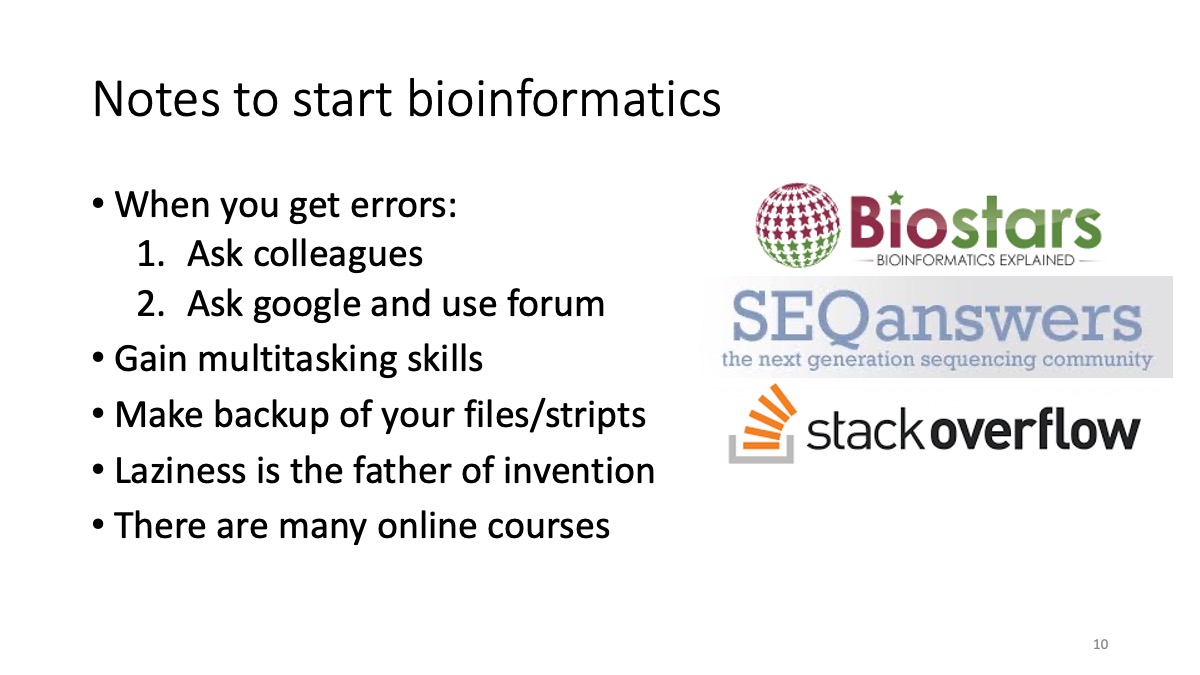 Notes to start bioinformatics
• When you get errors:
1. Ask colleagues
2. Ask google and use forum
• Gain multitasking skills
• Make backup of your files/stripts
• Laziness is the father of invention
• There are many online courses
Biostars
BIOINFORMATICS EXPLAINED
SEQanswers
the next generation sequencing community
stackoverflow
10